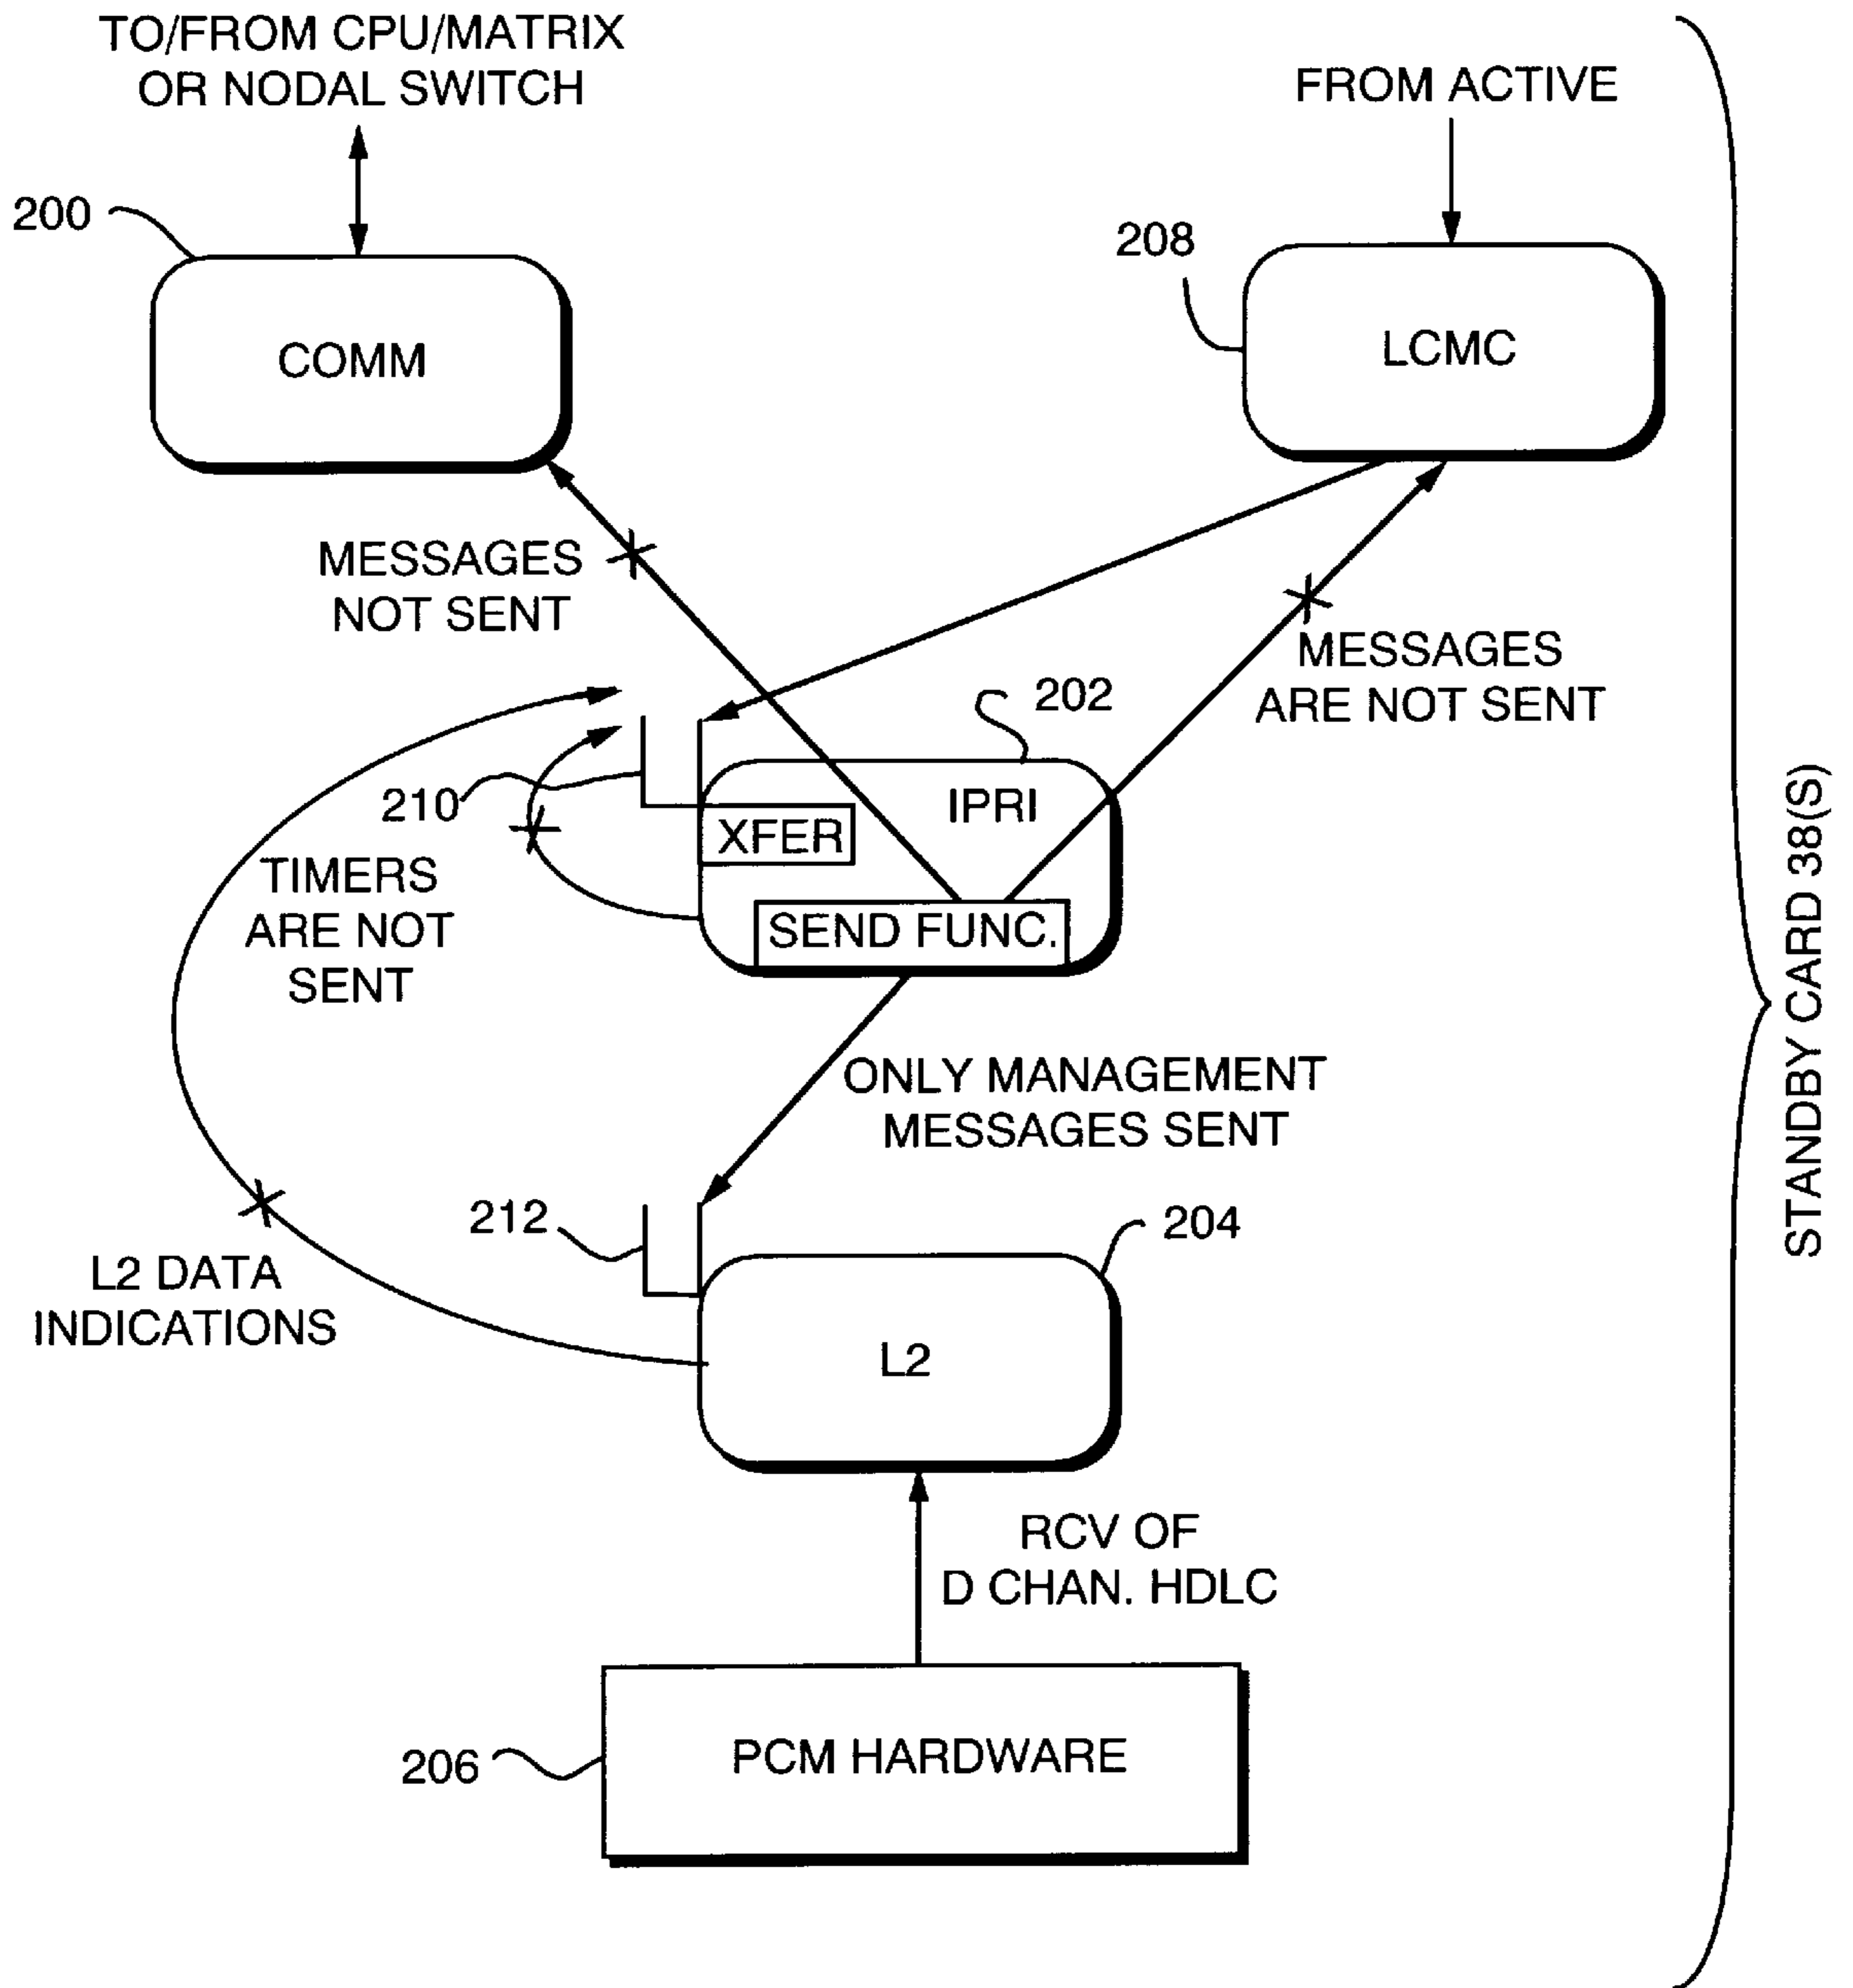 TO/FROM CPU/MATRIX
OR NODAL SWITCH
FROM ACTIVE
200
208
COMM
LCMC
MESSAGES
NOT SENT
MESSAGES
ARE NOT SENT
202
210
IPRI
XFER
TIMERS
ARE NOT
SENT
SEND FUNC.
ONLY MANAGEMENT
MESSAGES SENT
STANDBY CARD 38(S)
212
204
L2 DATA
INDICATIONS
L2
RCV OF
D CHAN. HDLC
206
PCM HARDWARE